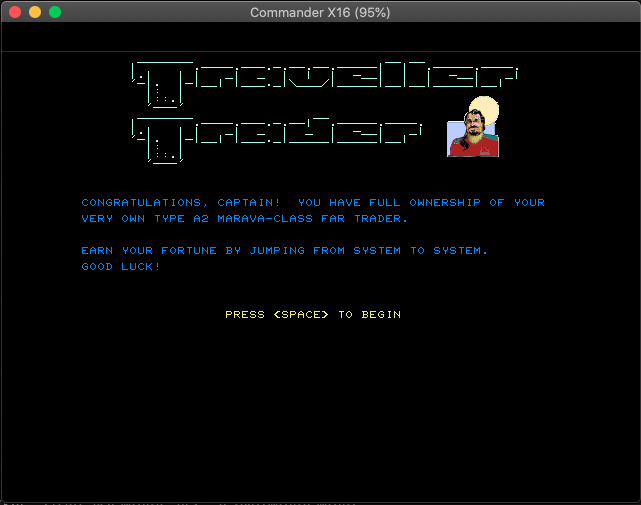 Commander X16 (95%)
Traveller
Trader
CONGRATULATIONS, CAPTAIN!  YOU HAVE FULL OWNERSHIP OF YOUR
VERY OWN TYPE A2 MARAVA-CLASS FAR TRADER.
EARN YOUR FORTUNE BY JUMPING FROM SYSTEM TO SYSTEM.
GOOD LUCK!
PRESS <SPACE> TO BEGIN